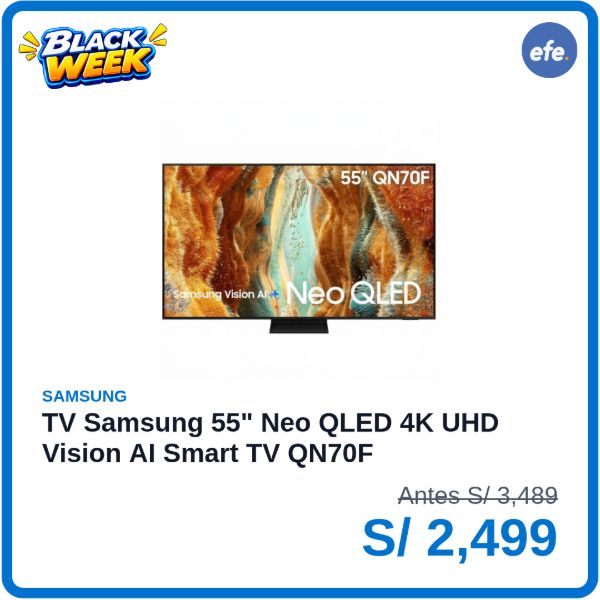 BLACK
WEEK
efe.
55" QN70F
Samsung Vision AI
Neo QLED
SAMSUNG
TV Samsung 55" Neo QLED 4K UHD
Vision AI Smart TV QN70F
Antes S/ 3,489
S/ 2,499